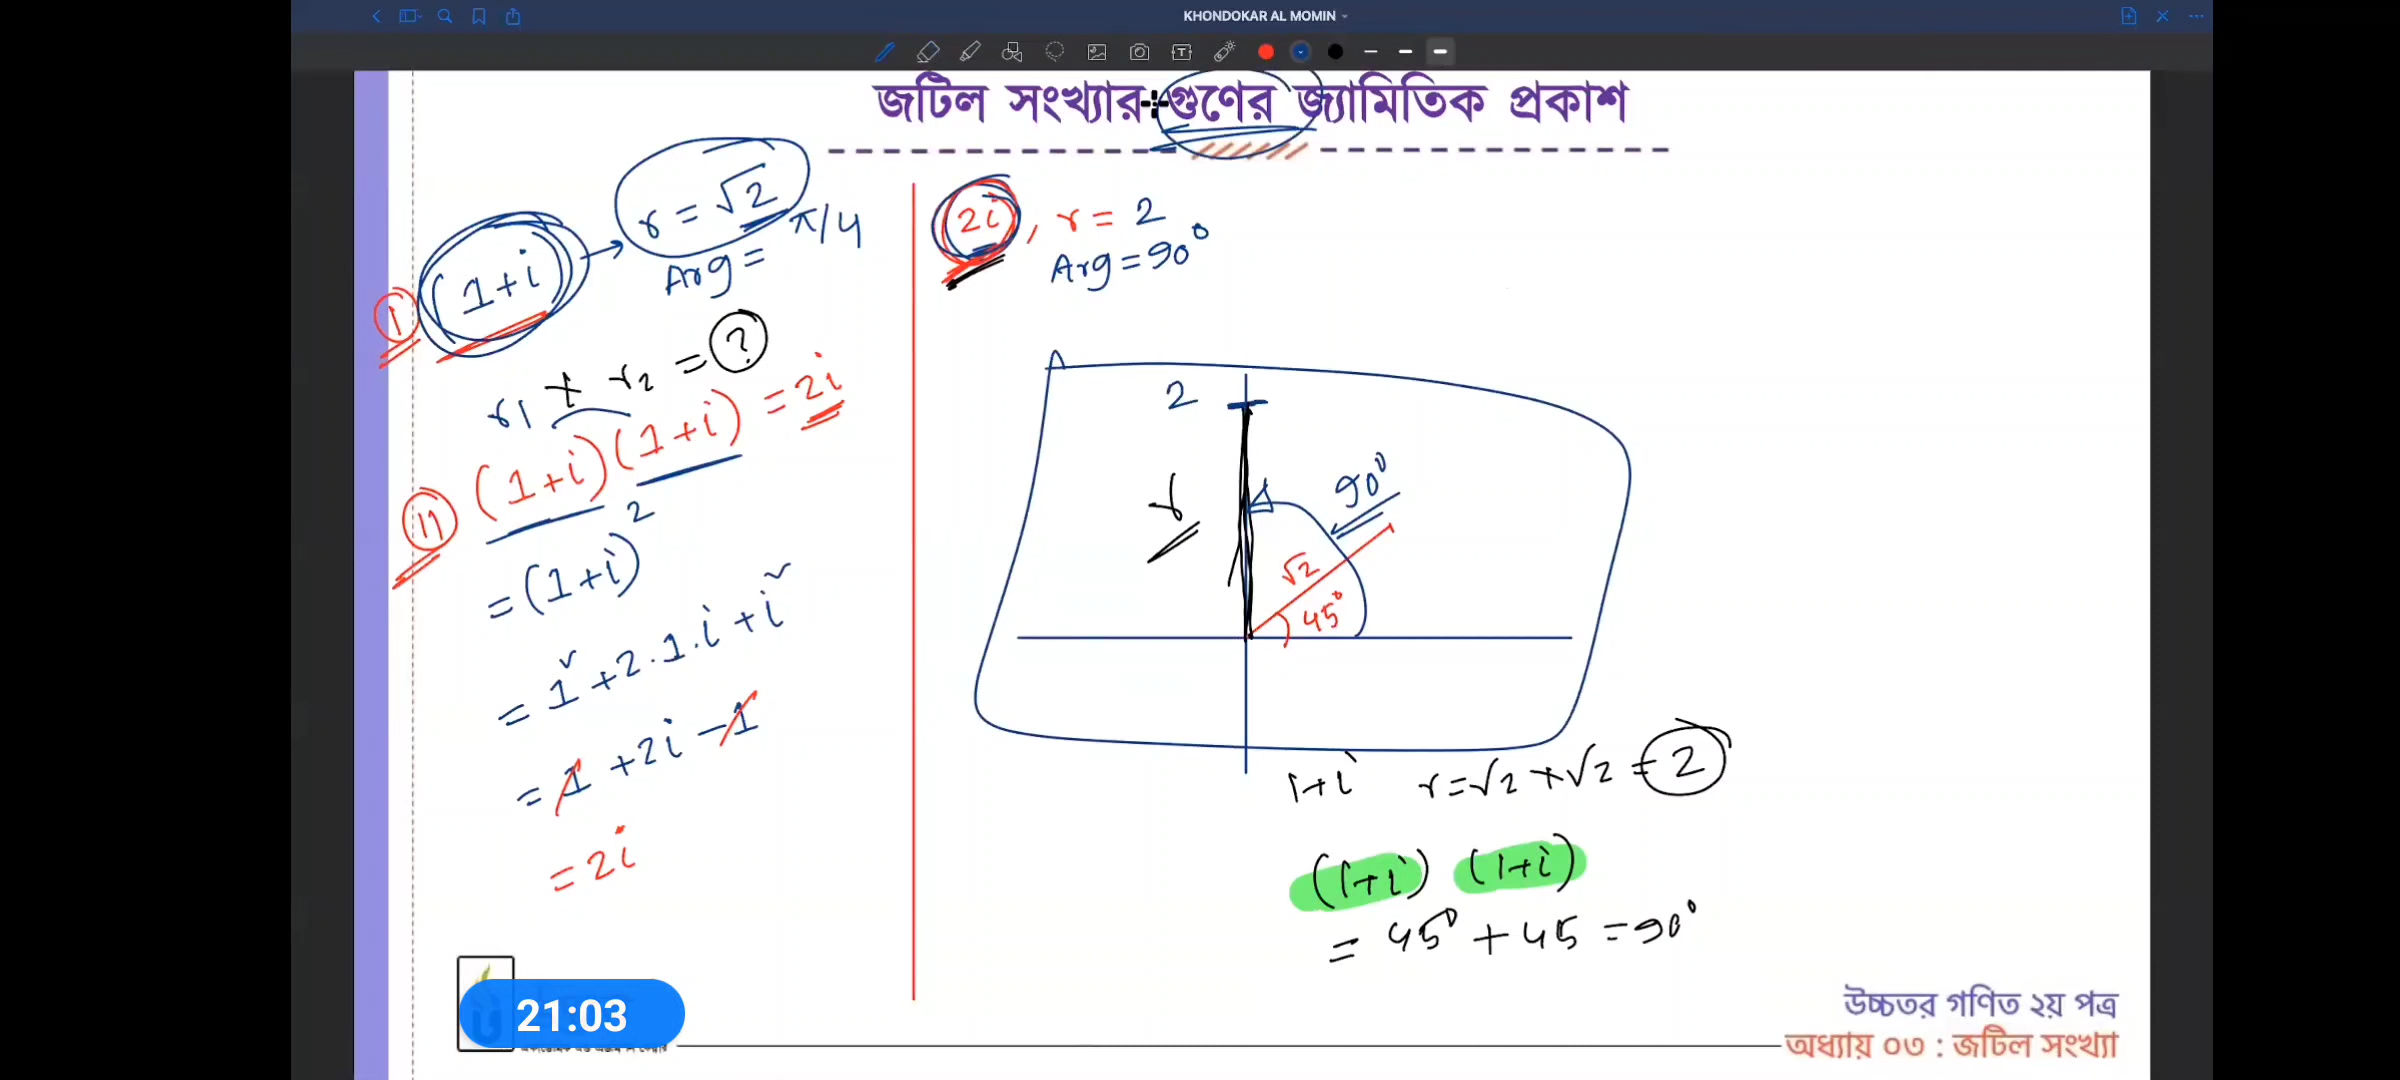 KHONDOKAR AL MOMIN
জটিল সংখ্যার গুণের জ্যামিতিক প্রকাশ
r = √2
(1+i) →
Arg = π/4
i
r1 × r2 = ?
ii (1+i)(1+i) = 2i
= (1+i)²
= 1² + 2·1·i + i²
= 1 + 2i - 1
= 2i
2i, r = 2
Arg = 90°
2
r
90°
√2
45°
1+i r = √2 × √2 = 2
(1+i) (1+i)
= 45° + 45 = 90°
21:03
উচ্চতর গণিত ২য় পত্র
অধ্যায় ০৩ : জটিল সংখ্যা